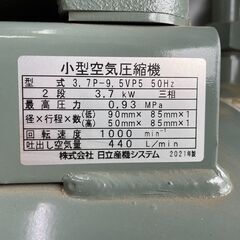 小型空気圧縮機
型式 3.7P-9.5VP5 50Hz
2段 3.7 kW 三相
最高圧力 0.93 MPa
径×行程×数 (低) 90mm× 85mm×1
(高) 50mm× 85mm×1
回転速度 1000 min⁻¹
吐出し空気量 440 L/min
株式会社 日立産機システム 2021年製